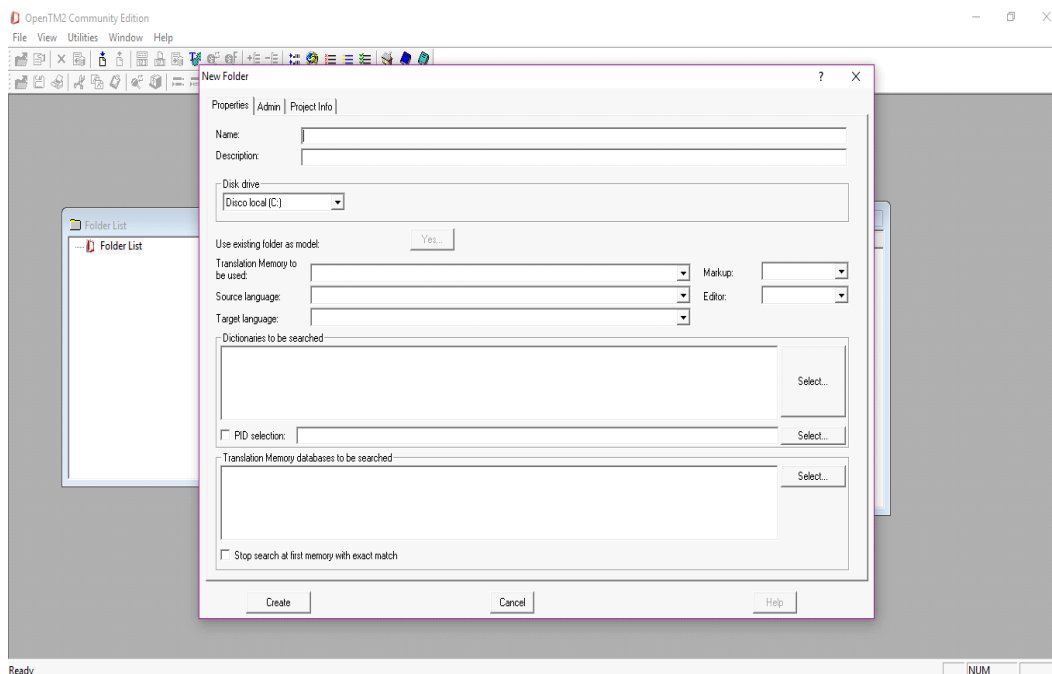 OpenTM2 Community Edition
File View Utilities Window Help
New Folder
Properties Admin Project Info
Name:
Description:
Disk drive
Disco local (C:)
Folder List
Folder List
Use existing folder as model: Yes...
Translation Memory to
be used:
Markup:
Source language:
Editor:
Target language:
Dictionaries to be searched
Select...
PID selection: Select...
Translation Memory databases to be searched
Select...
Stop search at first memory with exact match
Create Cancel Help
Ready NUM